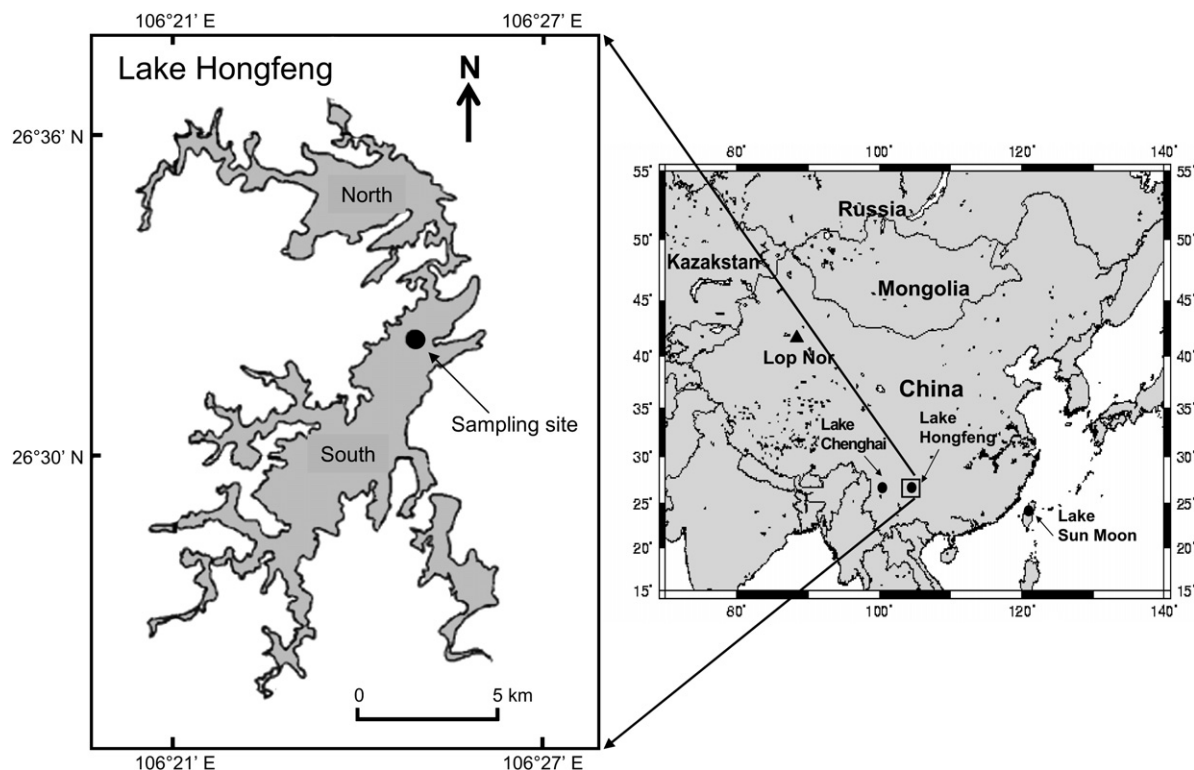 106°21’ E
106°27’ E
Lake Hongfeng
N
26°36’ N
North
Sampling site
26°30’ N
South
0
5 km
106°21’ E
106°27’ E
80°
100°
120°
140°
55°
55°
Russia
50°
50°
Kazakstan
Mongolia
45°
45°
Lop Nor
40°
40°
China
35°
35°
Lake
Chenghai
Lake
Hongfeng
30°
30°
25°
25°
Lake
Sun Moon
20°
20°
15°
15°
80°
100°
120°
140°